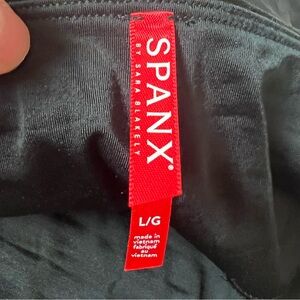 SPANX®
BY SARA BLAKELY
L/G
made in
vietnam
fabriqué
au vietnam